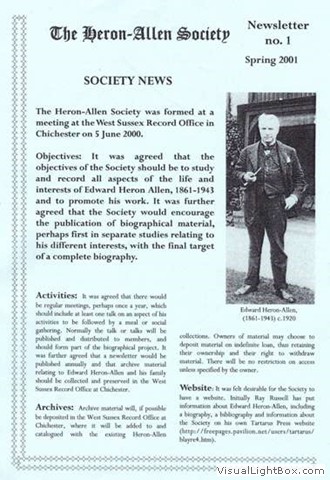 The Heron-Allen Society
Newsletter
no. 1
Spring 2001
SOCIETY NEWS
The Heron-Allen Society was formed at a
meeting at the West Sussex Record Office in
Chichester on 5 June 2000.
Objectives: It was agreed that the
objectives of the Society should be to study
and record all aspects of the life and
interests of Edward Heron Allen, 1861-1943
and to promote his work. It was further
agreed that the Society would encourage
the publication of biographical material,
perhaps first in separate studies relating to
his different interests, with the final target
of a complete biography.
Edward Heron-Allen,
(1861-1943) c.1920
Activities: It was agreed that there would
be regular meetings, perhaps once a year, which
should include at least one talk on an aspect of his
activities to be followed by a meal or social
gathering. Normally the talk or talks will be
published and distributed to members, and
should form part of the biographical project. It
was further agreed that a newsletter would be
published annually and that archive material
relating to Edward Heron-Allen and his family
should be collected and preserved in the West
Sussex Record Office at Chichester.
Archives: Archive material will, if possible
be deposited in the West Sussex Record Office at
Chichester, where it will be added to and
catalogued with the existing Heron-Allen
collections. Owners of material may choose to
deposit material on indefinite loan, thus retaining
their ownership and their right to withdraw
material. There will be no restriction on access
unless specified by the owner.
Website: It was felt desirable for the Society to
have a website. Initially Ray Russell has put
information about Edward Heron-Allen, including
a biography, a bibliography and information about
the Society on his own Tartarus Press website
(http://freepages.pavilion.net/users/tartarus/
blayre4.htm).
VisualLightBox.com